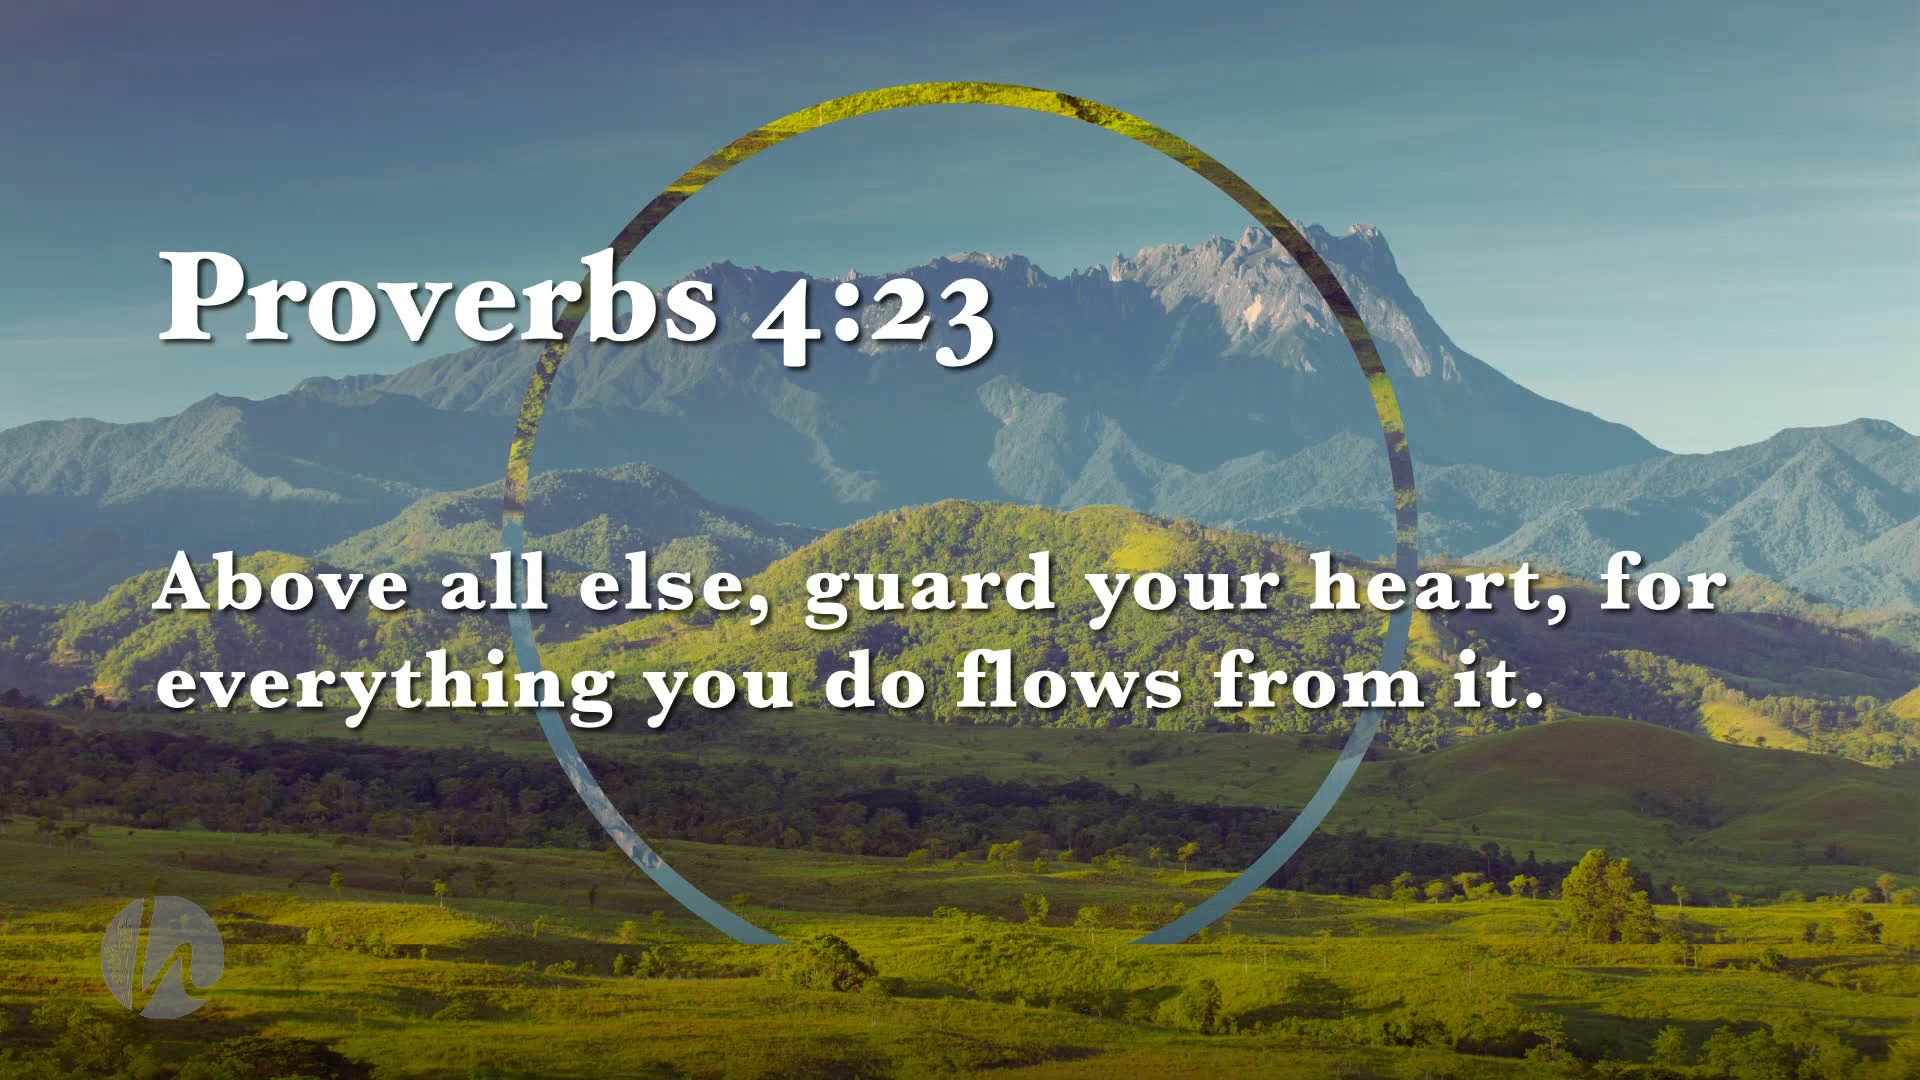 Proverbs 4:23
Above all else, guard your heart, for
everything you do flows from it.